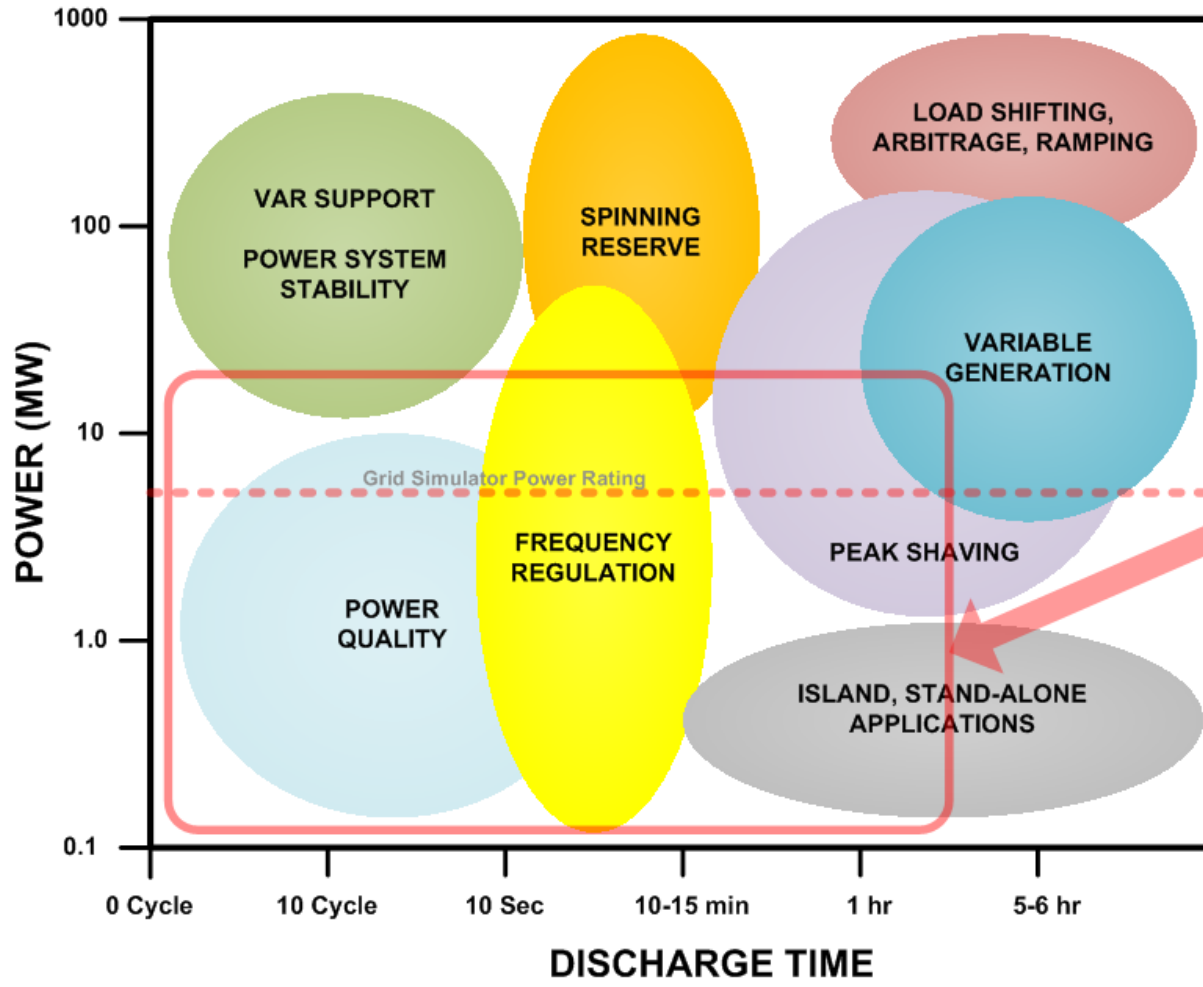 1000
100
10
1.0
0.1
POWER (MW)
VAR SUPPORT
POWER SYSTEM
STABILITY
SPINNING
RESERVE
LOAD SHIFTING,
ARBITRAGE, RAMPING
VARIABLE
GENERATION
Grid Simulator Power Rating
FREQUENCY
REGULATION
PEAK SHAVING
POWER
QUALITY
ISLAND, STAND-ALONE
APPLICATIONS
0 Cycle
10 Cycle
10 Sec
10-15 min
1 hr
5-6 hr
DISCHARGE TIME